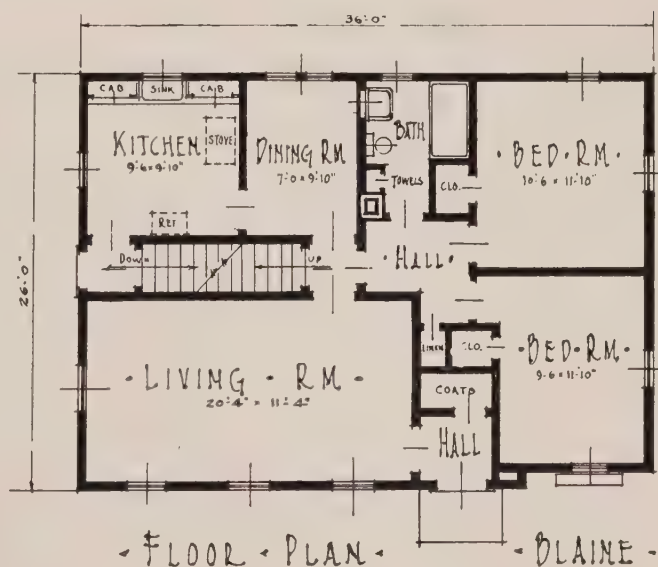 36'-0"
CAB
SINK
CAB
KITCHEN
9'-6 x 9'-10"
STOVE
REF
DINING RM
7'-0 x 9'-10"
BATH
TOWELS
CLO.
· BED · RM ·
10'-6 x 11'-10"
26'-0"
DOWN
UP
· HALL ·
· LIVING · RM ·
20'-4" x 11'-4"
LINEN
CLO.
· BED · RM ·
9'-6 x 11'-10"
COATS
HALL
· FLOOR · PLAN · · BLAINE ·